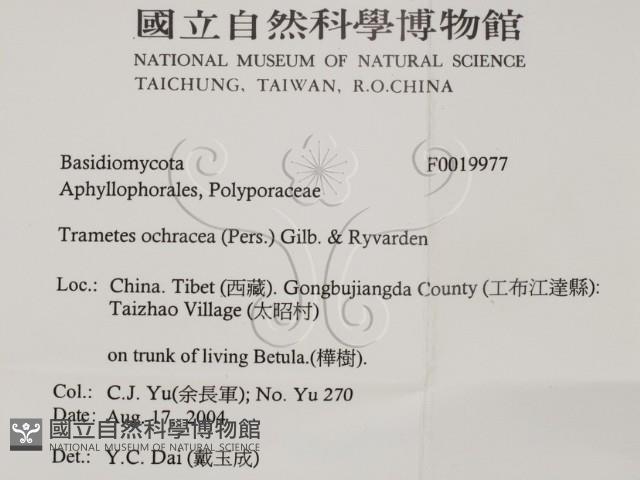 國立自然科學博物館
NATIONAL MUSEUM OF NATURAL SCIENCE
TAICHUNG, TAIWAN, R.O.CHINA
Basidiomycota F0019977
Aphyllophorales, Polyporaceae
Trametes ochracea (Pers.) Gilb. & Ryvarden
Loc.: China. Tibet (西藏). Gongbujiangda County (工布江達縣):
Taizhao Village (太昭村)
on trunk of living Betula.(樺樹).
Col.: C.J. Yu(余長軍); No. Yu 270
Date: Aug. 17, 2004
國立自然科學博物館
NATIONAL MUSEUM OF NATURAL SCIENCE
Det.: Y.C. Dai (戴玉成)